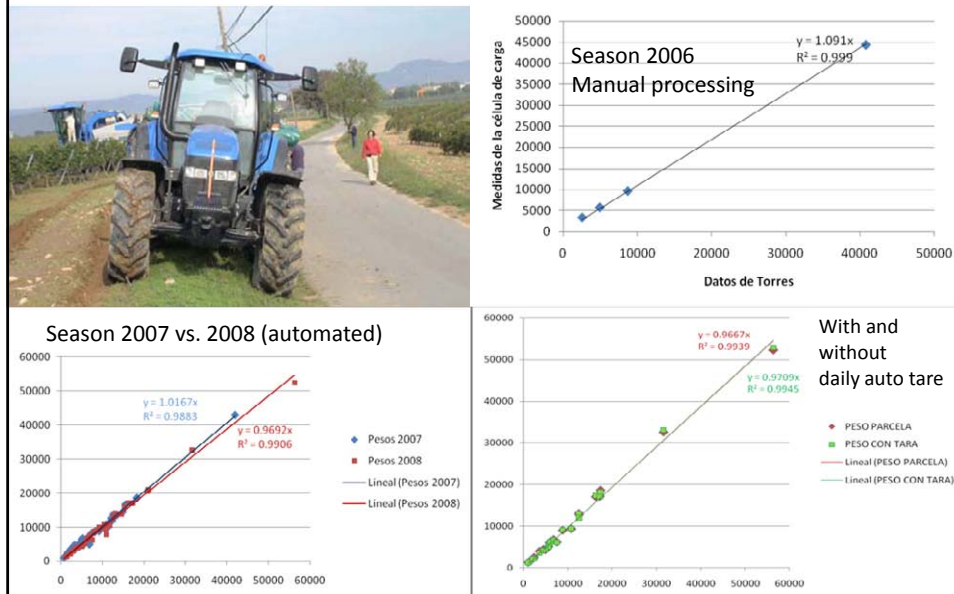 Season 2006
Manual processing
y = 1.091x
R² = 0.999
Medidas de la célula de carga
50000
45000
40000
35000
30000
25000
20000
15000
10000
5000
0
0 10000 20000 30000 40000 50000
Datos de Torres
Season 2007 vs. 2008 (automated)
60000
50000
40000
30000
20000
10000
0
0 10000 20000 30000 40000 50000 60000
y = 1.0167x
R² = 0.9883
y = 0.9692x
R² = 0.9906
Pesos 2007
Pesos 2008
Lineal (Pesos 2007)
Lineal (Pesos 2008)
60000
50000
40000
30000
20000
10000
0
0 10000 20000 30000 40000 50000 60000
y = 0.9667x
R² = 0.9939
y = 0.9709x
R² = 0.9945
With and
without
daily auto tare
PESO PARCELA
PESO CON TARA
Lineal (PESO PARCELA)
Lineal (PESO CON TARA)